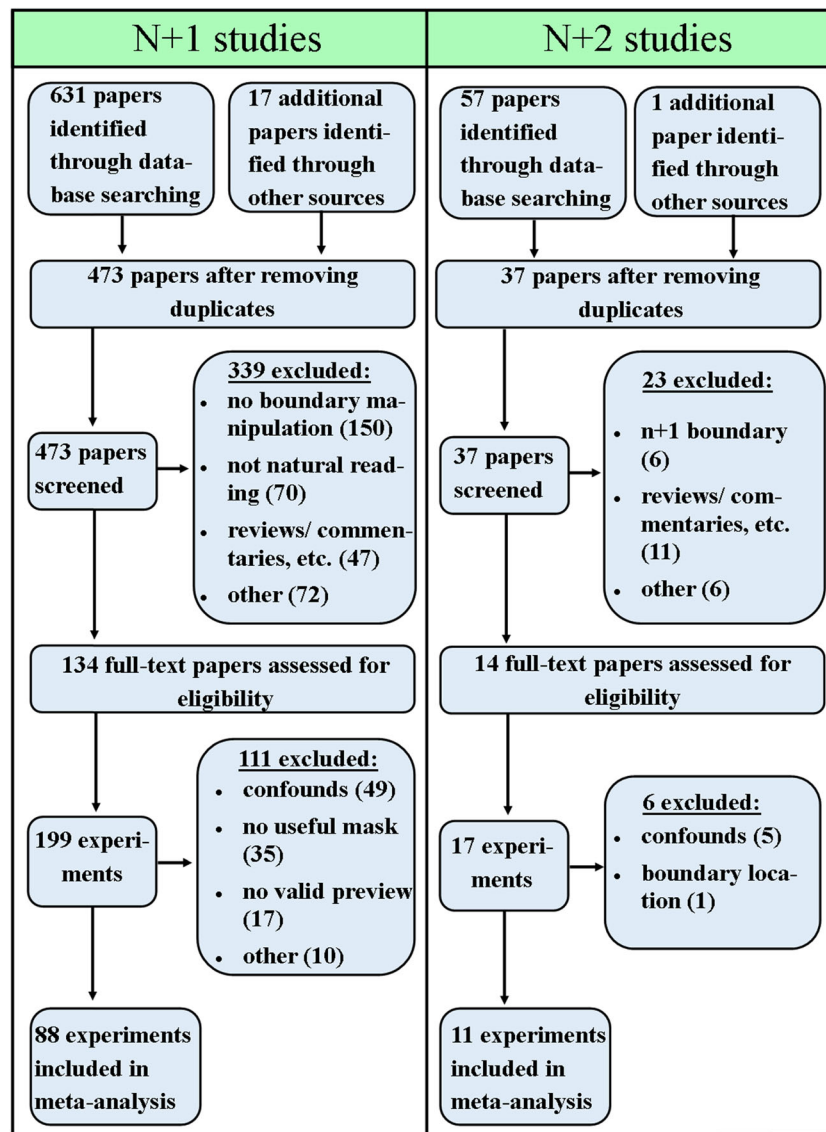 N+1 studies
631 papers
identified
through data-
base searching
17 additional
papers identi-
fied through
other sources
473 papers after removing
duplicates
473 papers
screened
339 excluded:
• no boundary ma-
nipulation (150)
• not natural read-
ing (70)
• reviews/ commen-
taries, etc. (47)
• other (72)
134 full-text papers assessed for
eligibility
199 experi-
ments
111 excluded:
• confounds (49)
• no useful mask
(35)
• no valid preview
(17)
• other (10)
88 experiments
included in
meta-analysis
N+2 studies
57 papers
identified
through data-
base searching
1 additional
paper identi-
fied through
other sources
37 papers after removing
duplicates
37 papers
screened
23 excluded:
• n+1 boundary
(6)
• reviews/ com-
mentaries, etc.
(11)
• other (6)
14 full-text papers assessed for
eligibility
17 experi-
ments
6 excluded:
• confounds (5)
• boundary loca-
tion (1)
11 experiments
included in
meta-analysis